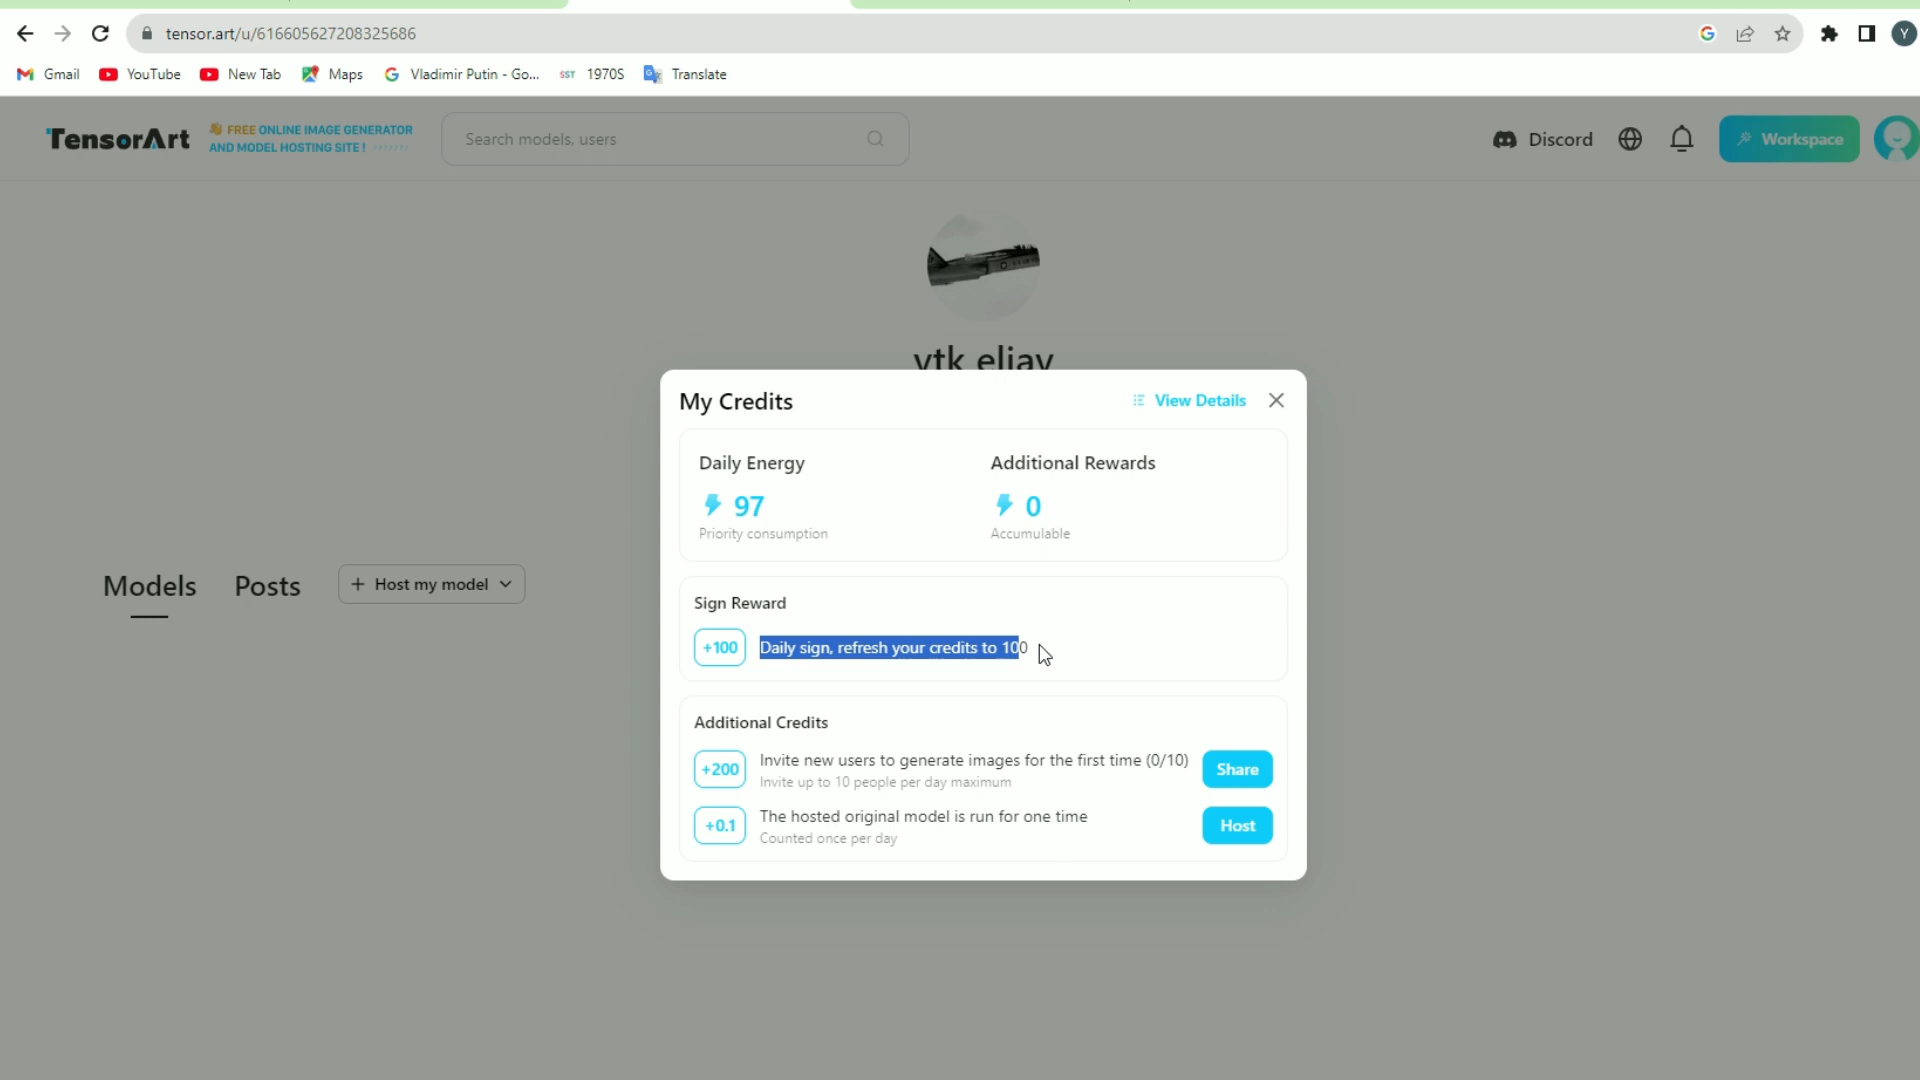 tensor.art/u/616605627208325686
Gmail YouTube New Tab Maps Vladimir Putin - Go... SST 1970S Translate
TensorArt FREE ONLINE IMAGE GENERATOR
AND MODEL HOSTING SITE !
Search models, users
Discord
Workspace
Y
ytk eliav
My Credits
View Details
Daily Energy
Additional Rewards
97
0
Priority consumption
Accumulable
Models Posts + Host my model
Sign Reward
+100 Daily sign, refresh your credits to 100
Additional Credits
+200 Invite new users to generate images for the first time (0/10) Share
Invite up to 10 people per day maximum
+0.1 The hosted original model is run for one time Host
Counted once per day